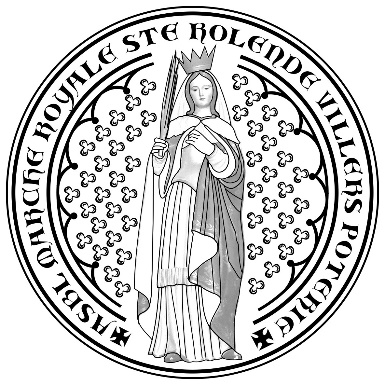 ASBL MARCHE ROYALE STE ROLENDE VILLERS POTERIE